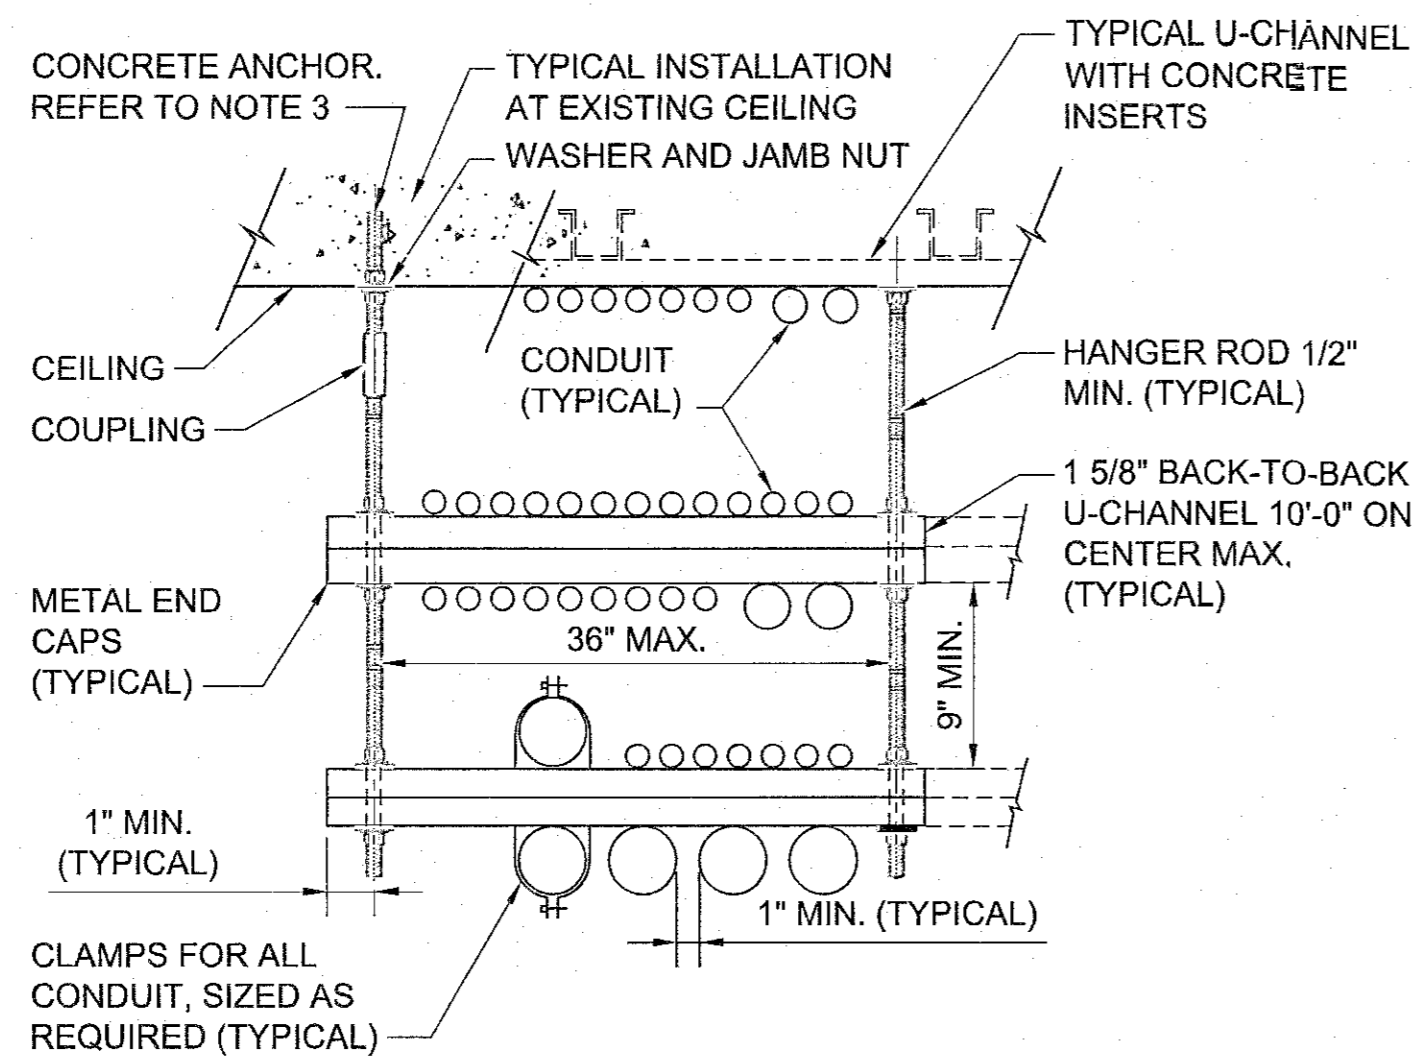 CONCRETE ANCHOR.
REFER TO NOTE 3
TYPICAL INSTALLATION
AT EXISTING CEILING
WASHER AND JAMB NUT
TYPICAL U-CHANNEL
WITH CONCRETE
INSERTS
CEILING
COUPLING
CONDUIT
(TYPICAL)
HANGER ROD 1/2"
MIN. (TYPICAL)
1 5/8" BACK-TO-BACK
U-CHANNEL 10'-0" ON
CENTER MAX.
(TYPICAL)
METAL END
CAPS
(TYPICAL)
36" MAX.
9" MIN.
1" MIN.
(TYPICAL)
1" MIN. (TYPICAL)
CLAMPS FOR ALL
CONDUIT, SIZED AS
REQUIRED (TYPICAL)